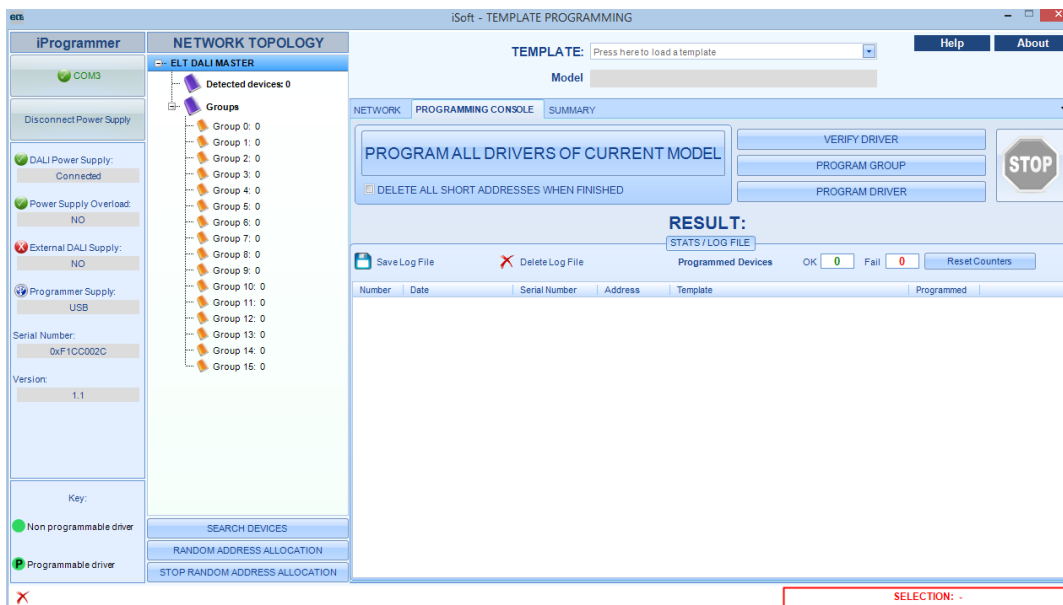 elt
iSoft - TEMPLATE PROGRAMMING
iProgrammer
COM3
Disconnect Power Supply
DALI Power Supply:
Connected
Power Supply Overload:
NO
External DALI Supply:
NO
Programmer Supply:
USB
Serial Number:
0xF1CC002C
Version:
1.1
Key:
Non programmable driver
P Programmable driver
NETWORK TOPOLOGY
ELT DALI MASTER
Detected devices: 0
Groups
Group 0: 0
Group 1: 0
Group 2: 0
Group 3: 0
Group 4: 0
Group 5: 0
Group 6: 0
Group 7: 0
Group 8: 0
Group 9: 0
Group 10: 0
Group 11: 0
Group 12: 0
Group 13: 0
Group 14: 0
Group 15: 0
SEARCH DEVICES
RANDOM ADDRESS ALLOCATION
STOP RANDOM ADDRESS ALLOCATION
TEMPLATE: Press here to load a template
Model
Help About
NETWORK PROGRAMMING CONSOLE SUMMARY
PROGRAM ALL DRIVERS OF CURRENT MODEL
DELETE ALL SHORT ADDRESSES WHEN FINISHED
VERIFY DRIVER
PROGRAM GROUP
PROGRAM DRIVER
STOP
RESULT:
STATS / LOG FILE
Save Log File Delete Log File Programmed Devices OK 0 Fail 0 Reset Counters
Number Date Serial Number Address Template Programmed
SELECTION: -